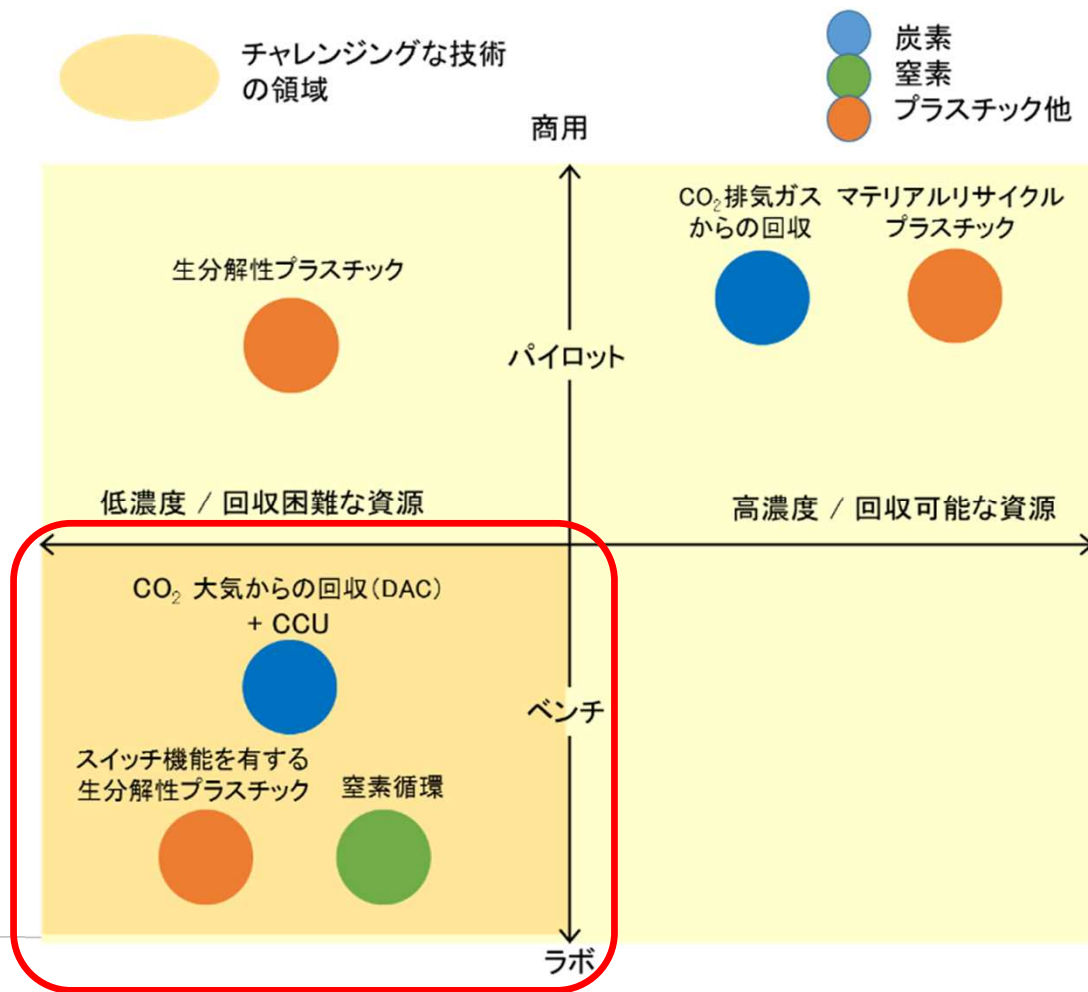 チャレンジングな技術
の領域
炭素
窒素
プラスチック他
商用
CO₂排気ガス
からの回収
マテリアルリサイクル
プラスチック
生分解性プラスチック
パイロット
低濃度 / 回収困難な資源
高濃度 / 回収可能な資源
CO₂ 大気からの回収(DAC)
+ CCU
ベンチ
スイッチ機能を有する
生分解性プラスチック
窒素循環
ラボ